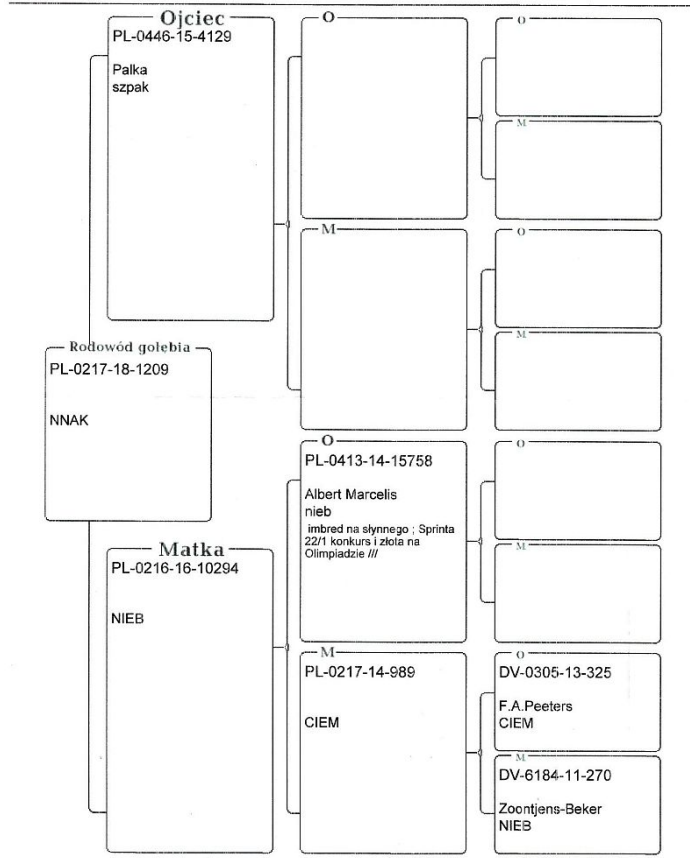 Ojciec
PL-0446-15-4129
Palka
szpak
O
M
O
M
O
M
Rodowód gołębia
PL-0217-18-1209
NNAK
Matka
PL-0216-16-10294
NIEB
O
PL-0413-14-15758
Albert Marcelis
nieb
imbred na słynnego ; Sprinta
22/1 konkurs i złota na
Olimpiadzie ///
M
PL-0217-14-989
CIEM
O
M
O
DV-0305-13-325
F.A.Peeters
CIEM
M
DV-6184-11-270
Zoontjens-Beker
NIEB